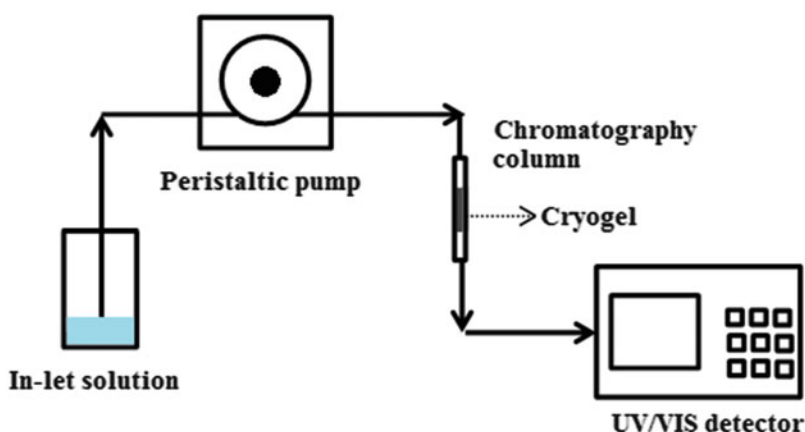 Peristaltic pump
Chromatography
column
Cryogel
In-let solution
UV/VIS detector